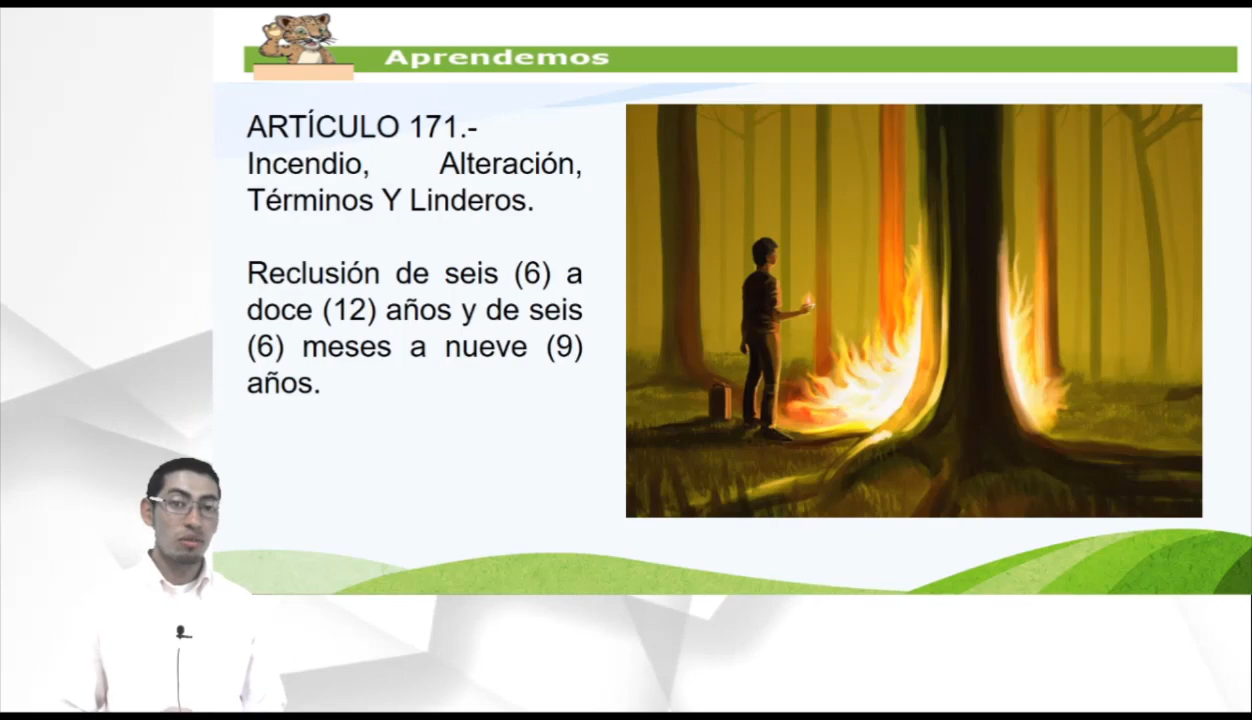 Aprendemos
ARTÍCULO 171.-
Incendio, Alteración,
Términos Y Linderos.
Reclusión de seis (6) a
doce (12) años y de seis
(6) meses a nueve (9)
años.